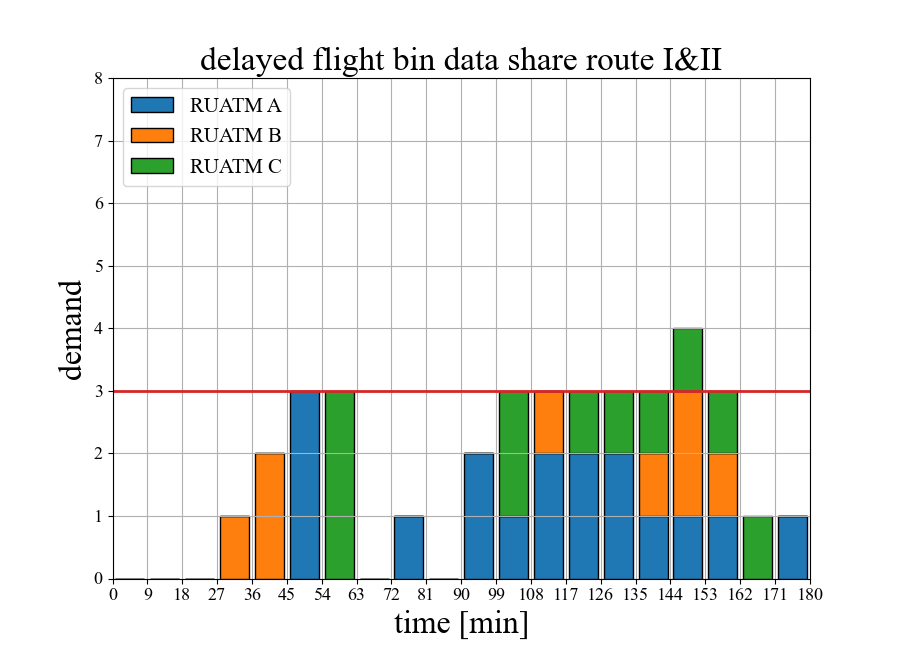 delayed flight bin data share route I&II
8
7
6
5
4
3
2
1
0
demand
RUATM A
RUATM B
RUATM C
0 9 18 27 36 45 54 63 72 81 90 99 108 117 126 135 144 153 162 171 180
time [min]